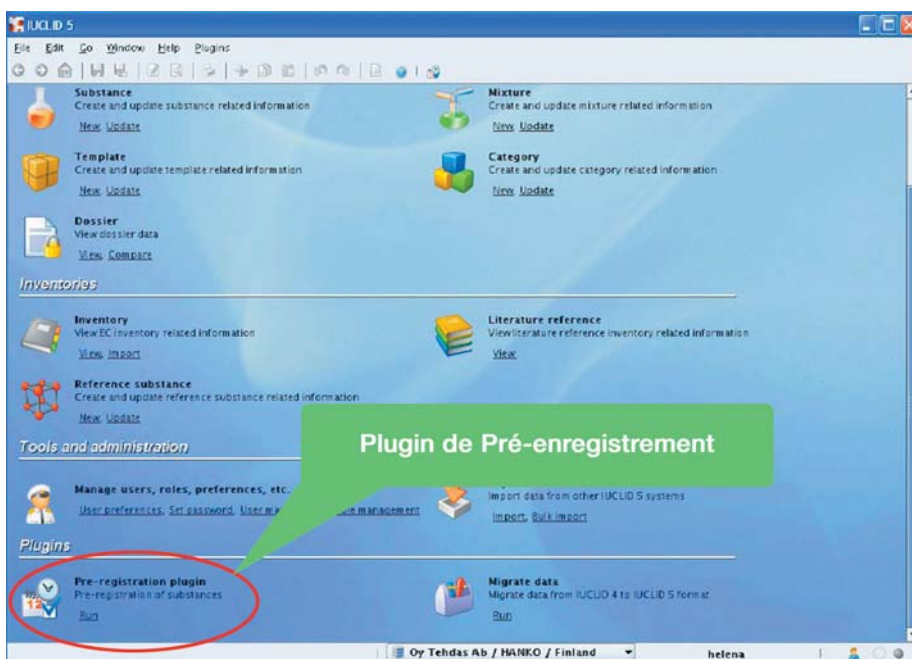 IUCLID 5
File Edit Go Window Help Plugins
Substance
Create and update substance related information
New Update
Mixture
Create and update mixture related information
New Update
Template
Create and update template related information
New Update
Category
Create and update category related information
New Update
Dossier
View dossier data
View, Compare
Inventories
Inventory
View EC inventory related information
View, Import
Literature reference
View literature reference inventory related information
View
Reference substance
Create and update reference substance related information
New Update
Plugin de Pré-enregistrement
Tools and administration
Manage users, roles, preferences, etc.
User preferences, Set password, User management
Import data from other IUCLID 5 systems
Import, Bulk import
Plugins
Pre-registration plugin
Pre-registration of substances
Run
Migrate data
Migrate data from IUCLID 4 to IUCLID 5 format
Run
Oy Tehdas Ab / HANKO / Finland
helena